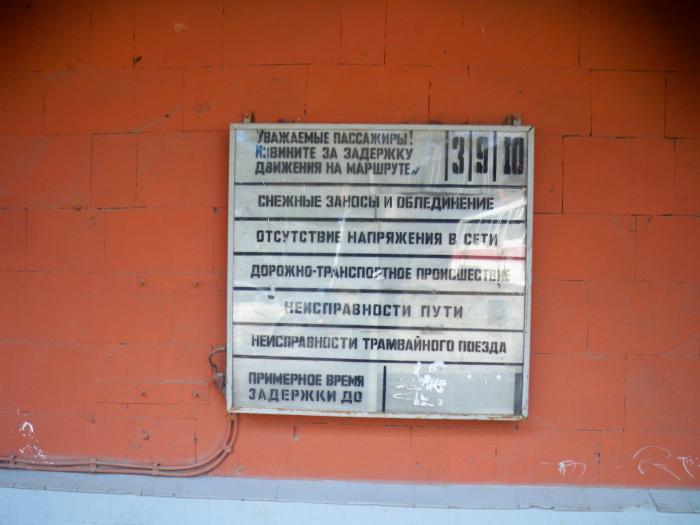 УВАЖАЕМЫЕ ПАССАЖИРЫ!
ИЗВИНИТЕ ЗА ЗАДЕРЖКУ
ДВИЖЕНИЯ НА МАРШРУТЕ № 3 9 10
СНЕЖНЫЕ ЗАНОСЫ И ОБЛЕДИНЕНИЕ
ОТСУТСТВИЕ НАПРЯЖЕНИЯ В СЕТИ
ДОРОЖНО-ТРАНСПОРТНОЕ ПРОИСШЕСТВИЕ
НЕИСПРАВНОСТИ ПУТИ
НЕИСПРАВНОСТИ ТРАМВАЙНОГО ПОЕЗДА
ПРИМЕРНОЕ ВРЕМЯ
ЗАДЕРЖКИ ДО